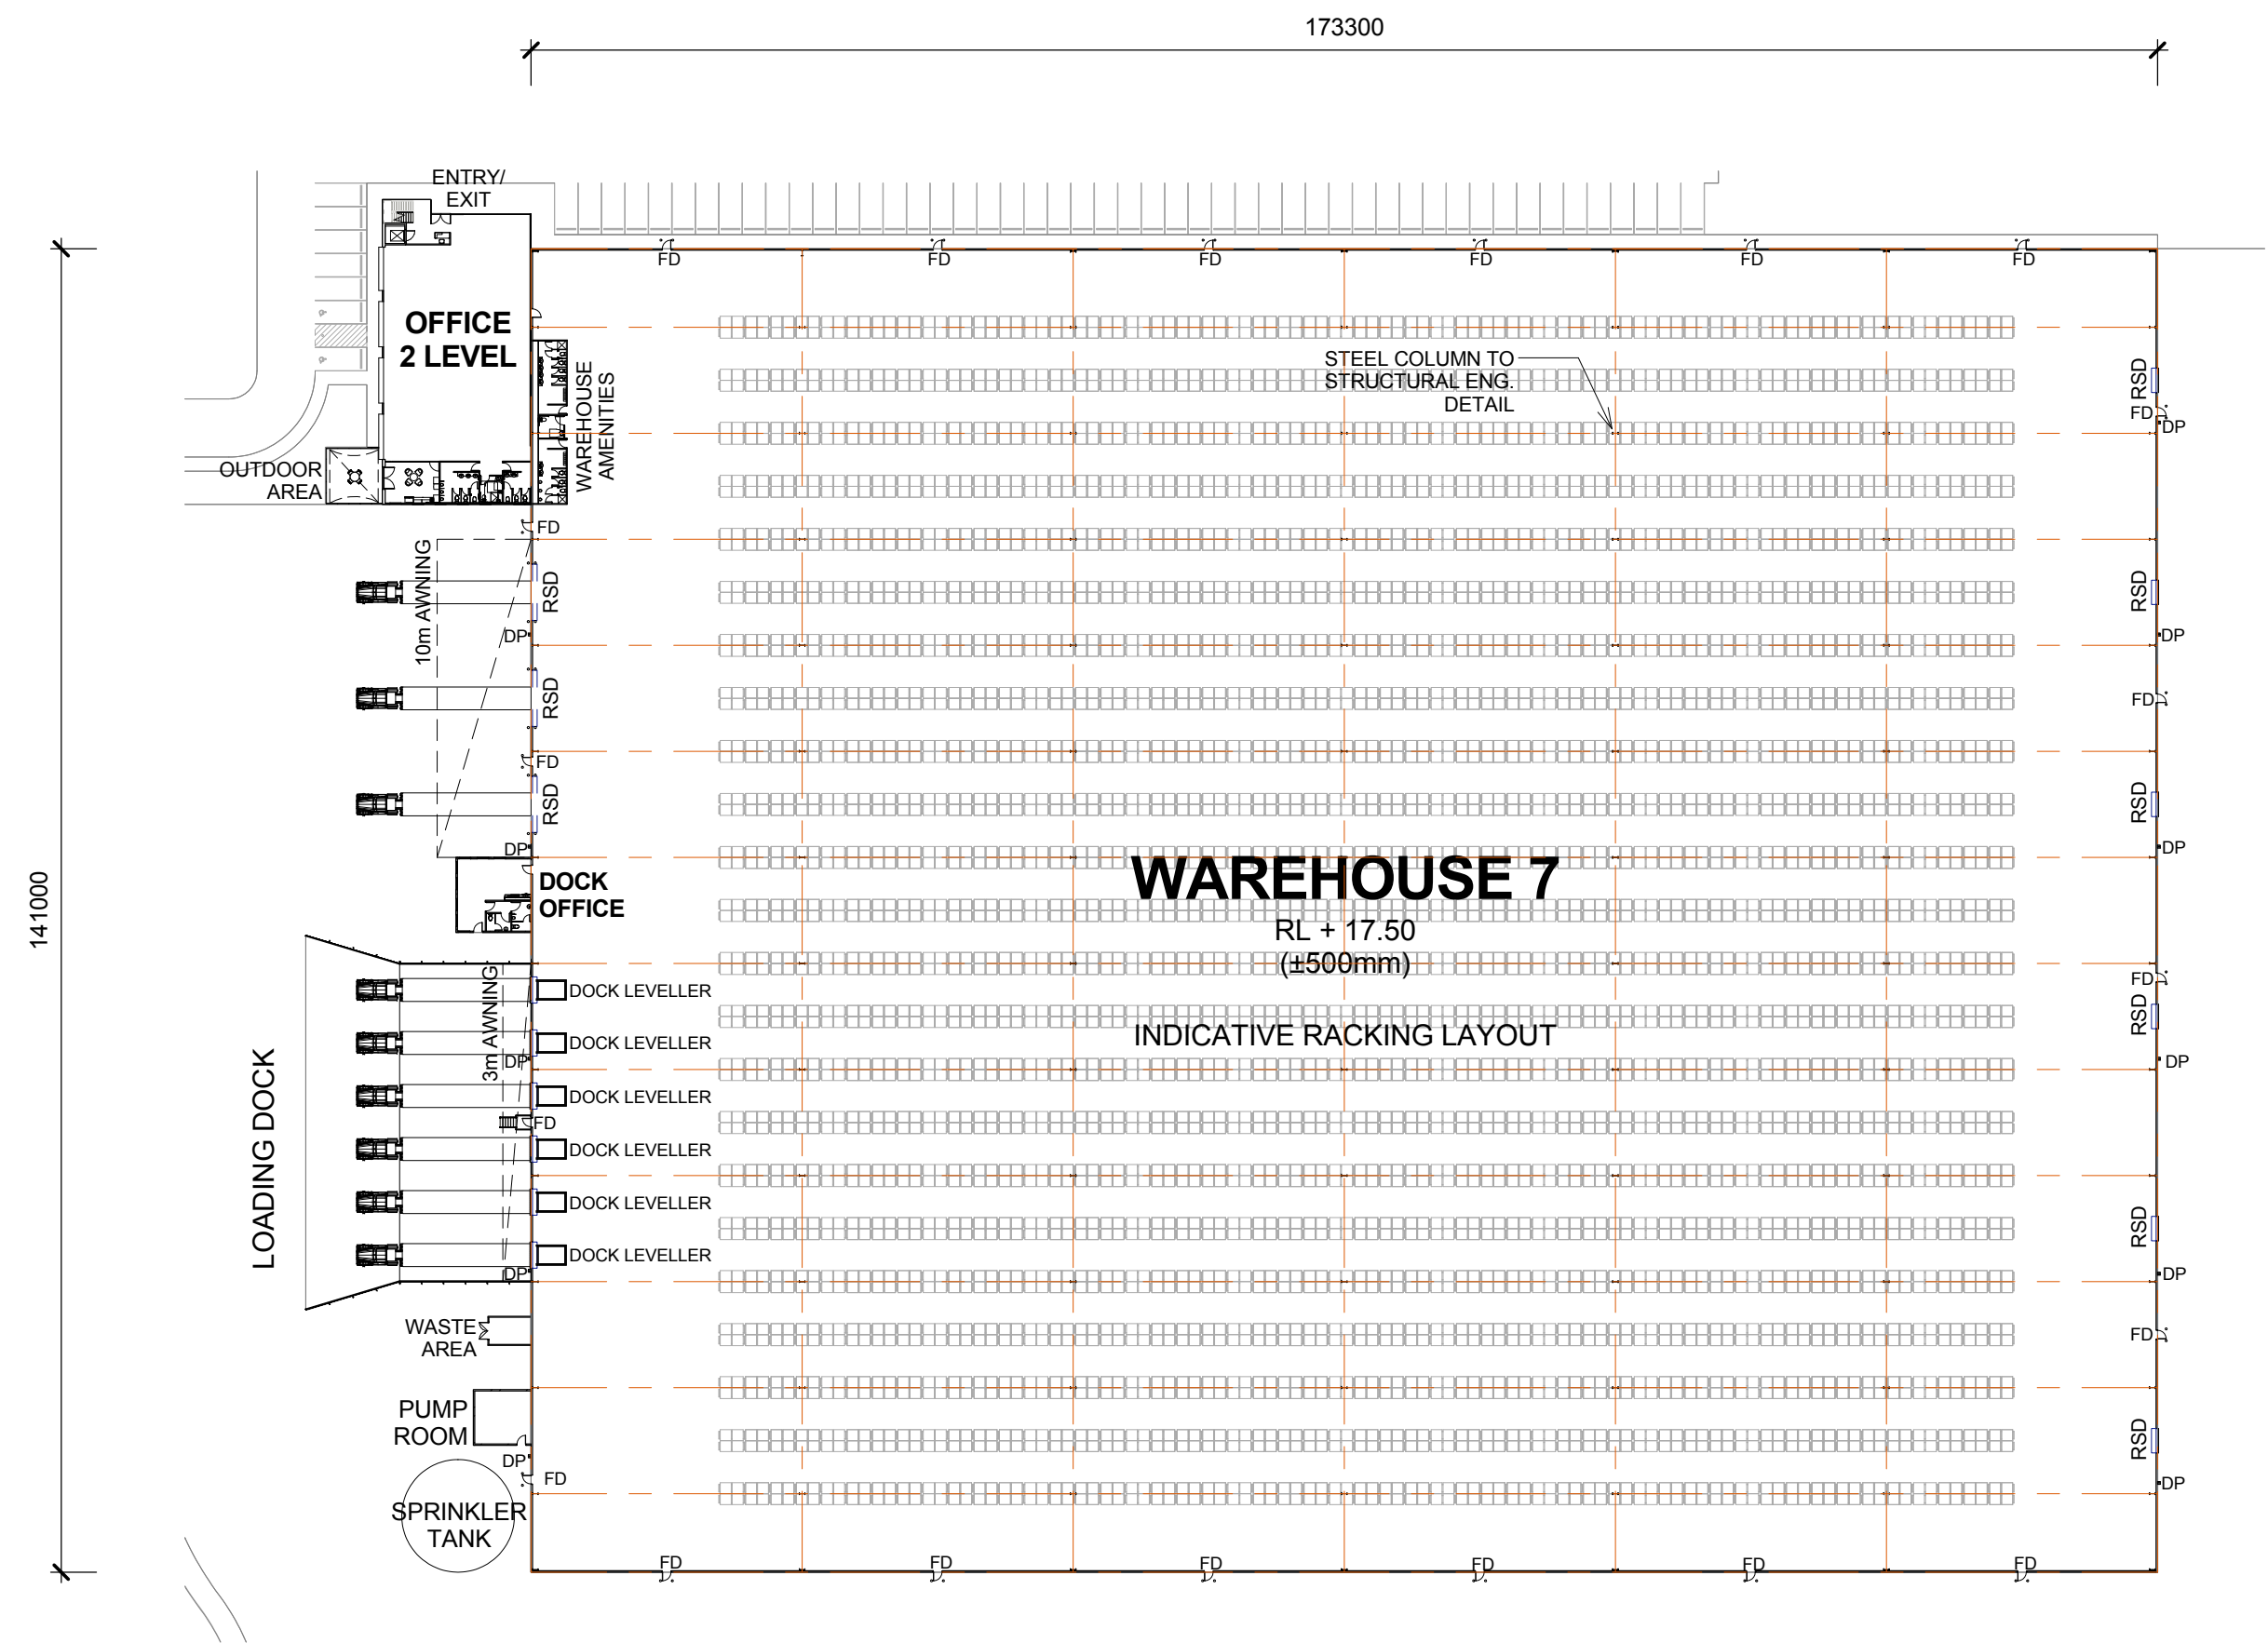 173300
ENTRY/
EXIT
FD
FD
FD
FD
FD
FD
OFFICE
2 LEVEL
WAREHOUSE
AMENITIES
STEEL COLUMN TO
STRUCTURAL ENG.
DETAIL
RSD
FD
DP
OUTDOOR
AREA
FD
10m AWNING
RSD
RSD
DP
DP
RSD
FD
FD
RSD
RSD
DP
DP
141000
DOCK
OFFICE
WAREHOUSE 7
RL + 17.50
(±500mm)
INDICATIVE RACKING LAYOUT
LOADING DOCK
3m AWNING
DOCK LEVELLER
FD
RSD
DOCK LEVELLER
DP
DP
DOCK LEVELLER
FD
DOCK LEVELLER
DOCK LEVELLER
RSD
DOCK LEVELLER
DP
DP
WASTE
AREA
FD
PUMP
ROOM
RSD
DP
FD
DP
SPRINKLER
TANK
FD
FD
FD
FD
FD
FD